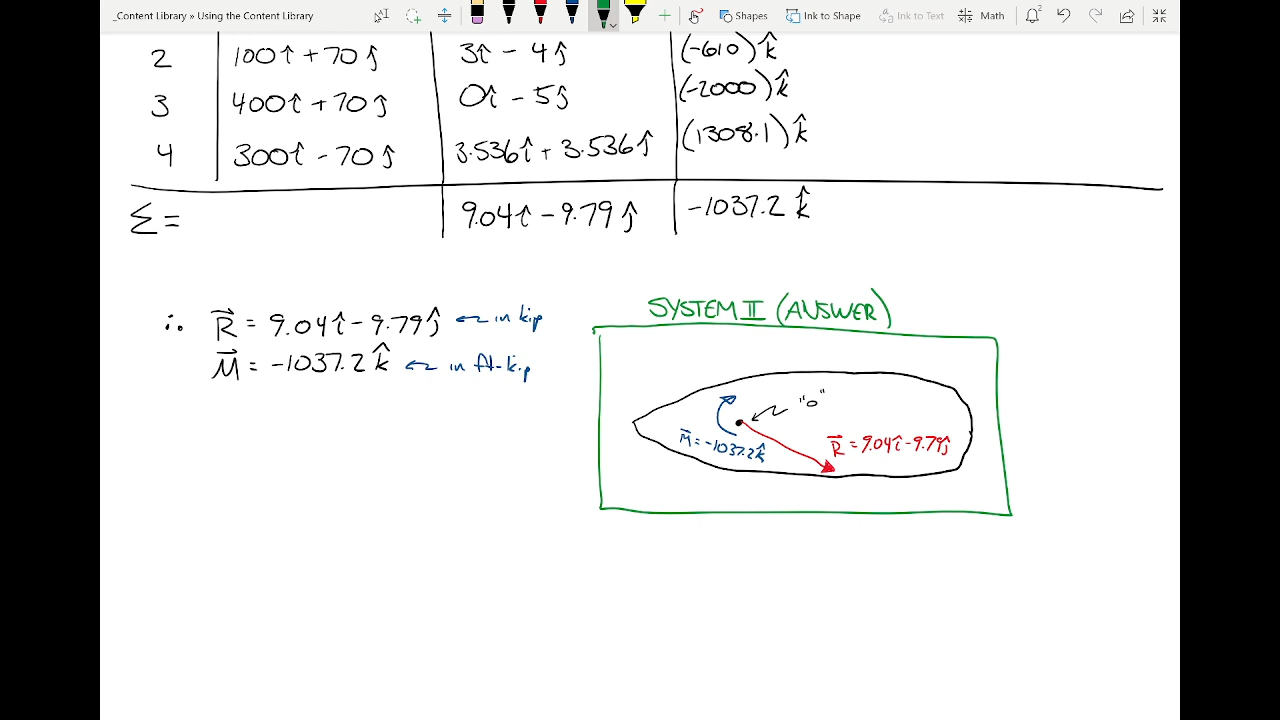 _Content Library » Using the Content Library
Shapes
Ink to Shape
Ink to Text
Math
2 100î + 70ĵ 3î - 4ĵ (-610)k̂
3 400î + 70ĵ 0î - 5ĵ (-2000)k̂
4 300î - 70ĵ 3.536î + 3.536ĵ (1308.1)k̂
Σ = 9.04î - 9.79ĵ -1037.2 k̂
∴ R⃗ = 9.04î - 9.79ĵ ← in kip
M⃗ = -1037.2 k̂ ← in ft-kip
SYSTEM II (ANSWER)
"O"
M⃗ = -1037.2k̂
R⃗ = 9.04î - 9.79ĵ